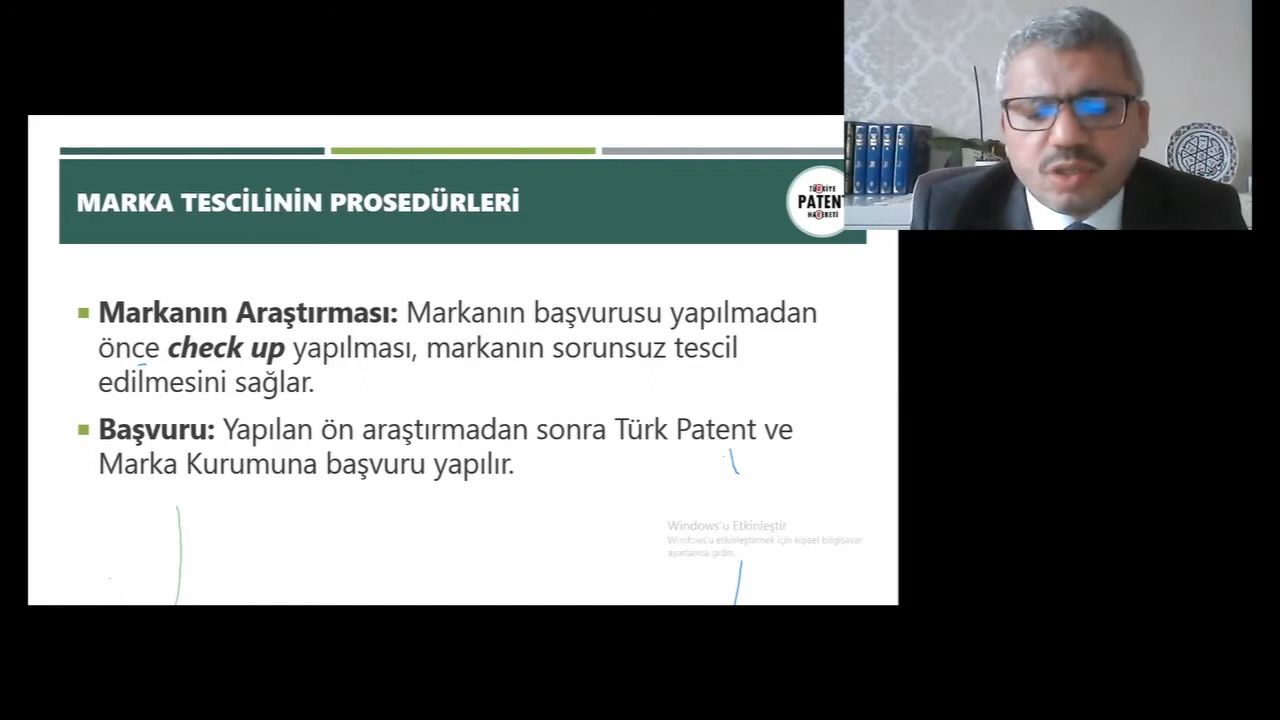 MARKA TESCİLİNİN PROSEDÜRLERİ
TÜRKİYE
PATENT
HAREKETİ
Markanın Araştırması: Markanın başvurusu yapılmadan
önce check up yapılması, markanın sorunsuz tescil
edilmesini sağlar.
Başvuru: Yapılan ön araştırmadan sonra Türk Patent ve
Marka Kurumuna başvuru yapılır.
Windows'u Etkinleştir
Windows'u etkinleştirmek için kişisel bilgisayar
ayarlarına gidin.